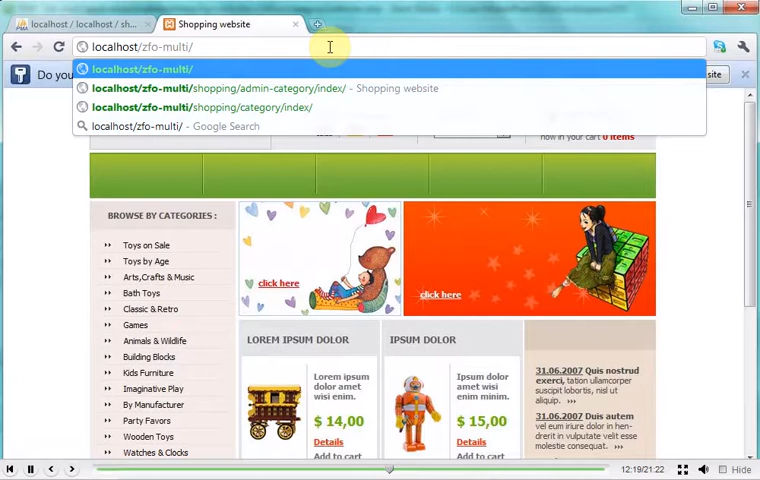 localhost / localhost / sh...
Shopping website
localhost/zfo-multi/
localhost/zfo-multi/
Do you
site
localhost/zfo-multi/shopping/admin-category/index/ - Shopping website
localhost/zfo-multi/shopping/category/index/
localhost/zfo-multi/ - Google Search
now in your cart 0 items
BROWSE BY CATEGORIES :
Toys on Sale
Toys by Age
Arts,Crafts & Music
Bath Toys
Classic & Retro
Games
Animals & Wildlife
Building Blocks
Kids Furniture
Imaginative Play
By Manufacturer
Party Favors
Wooden Toys
Watches & Clocks
click here
click here
LOREM IPSUM DOLOR
Lorem ipsum
dolor amet
wisi enim.
$ 14,00
Details
Add to cart
IPSUM DOLOR
Lorem ipsum
dolor amet
wisi enim minim.
$ 15,00
Details
Add to cart
31.06.2007 Quis nostrud
exerci, tation ullamcorper
suscipit lobortis nisl ut
aliquip.
31.06.2007 Duis autem
vel eum iriure dolor in hen-
drerit in vulputate velit esse
molestie consequat.
12:19/21:22
Hide